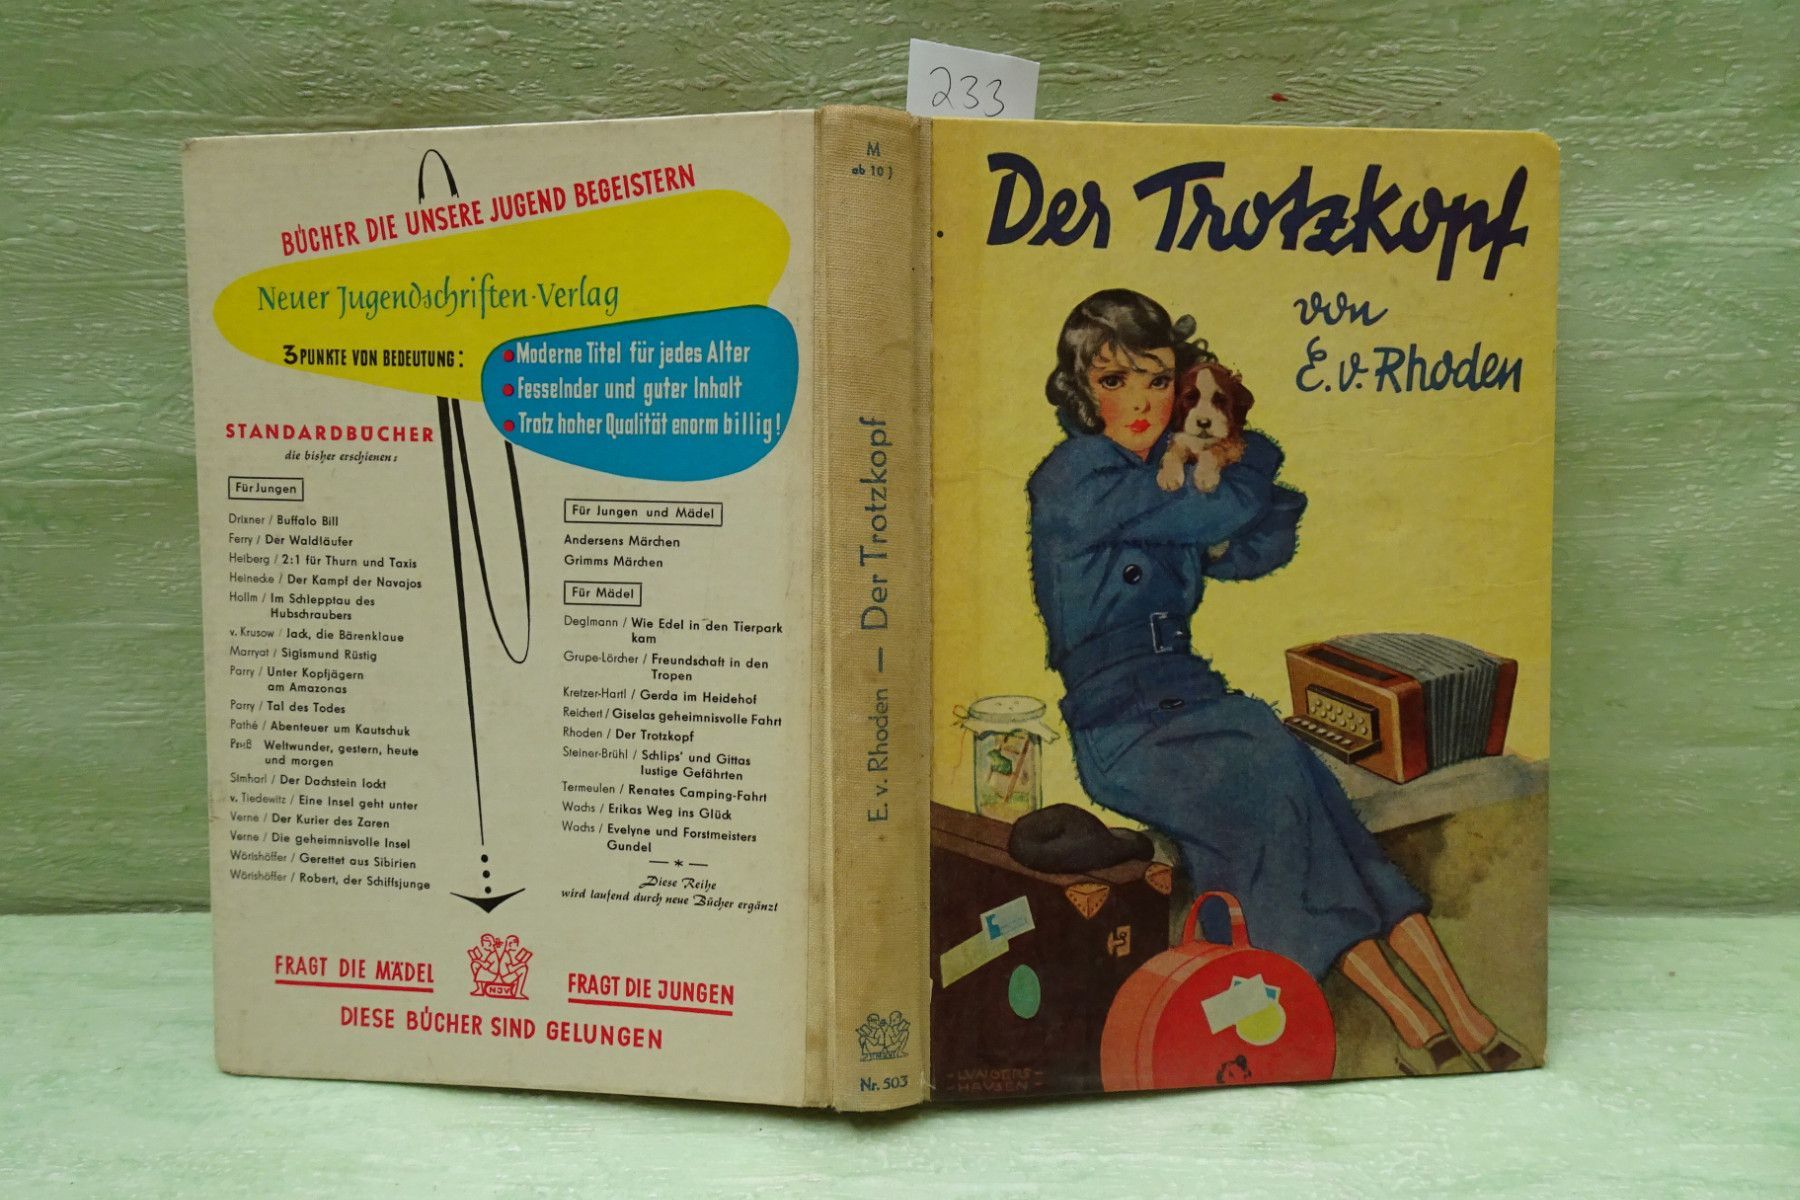 233
BÜCHER DIE UNSERE JUGEND BEGEISTERN
Neuer Jugendschriften-Verlag
3 PUNKTE VON BEDEUTUNG:
Moderne Titel für jedes Alter
Fesselnder und guter Inhalt
Trotz hoher Qualität enorm billig!
STANDARDBÜCHER
die bisher erschienen:
Für Jungen
Drixner / Buffalo Bill
Ferry / Der Waldläufer
Heiberg / 2:1 für Thurn und Taxis
Heinecke / Der Kampf der Navajos
Hollm / Im Schlepptau des
Hubschraubers
v. Krusow / Jack, die Bärenklaue
Marryat / Sigismund Rüstig
Parry / Unter Kopfjägern
am Amazonas
Parry / Tal des Todes
Pathé / Abenteuer um Kautschuk
Weltwunder, gestern, heute
und morgen
Simharl / Der Dachstein lockt
v. Tiedewitz / Eine Insel geht unter
Verne / Der Kurier des Zaren
Verne / Die geheimnisvolle Insel
Wörishöffer / Gerettet aus Sibirien
Wörishöffer / Robert, der Schiffsjunge
Für Jungen und Mädel
Andersens Märchen
Grimms Märchen
Für Mädel
Deglmann / Wie Edel in den Tierpark
kam
Grupe-Lörcher / Freundschaft in den
Tropen
Kretzer-Hartl / Gerda im Heidehof
Reichert / Giselas geheimnisvolle Fahrt
Rhoden / Der Trotzkopf
Steiner-Brühl / Schlips' und Gittas
lustige Gefährten
Termeulen / Renates Camping-Fahrt
Wachs / Erikas Weg ins Glück
Wachs / Evelyne und Forstmeisters
Gundel
— * —
Diese Reihe
wird laufend durch neue Bücher ergänzt
FRAGT DIE MÄDEL
NJV
FRAGT DIE JUNGEN
DIESE BÜCHER SIND GELUNGEN
M
ab 10 J
E. v. Rhoden — Der Trotzkopf
Nr. 503
Der Trotzkopf
von
E. v. Rhoden
LUNGERS
HAUSEN